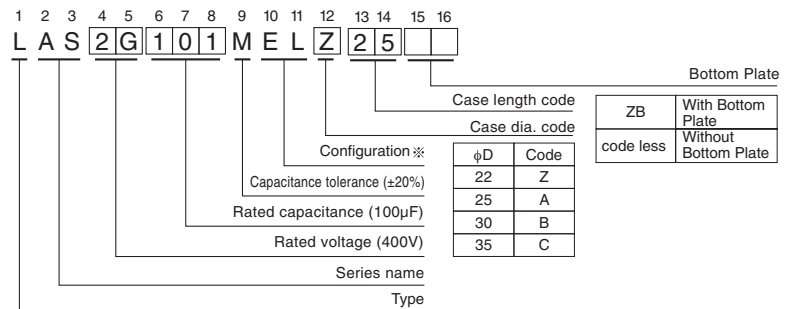 1 2 3 4 5 6 7 8 9 10 11 12 13 14 15 16
L A S 2 G 1 0 1 M E L Z 2 5
Bottom Plate
ZB With Bottom Plate
code less Without Bottom Plate
Case length code
Case dia. code
φD Code
22 Z
25 A
30 B
35 C
Configuration※
Capacitance tolerance (±20%)
Rated capacitance (100μF)
Rated voltage (400V)
Series name
Type